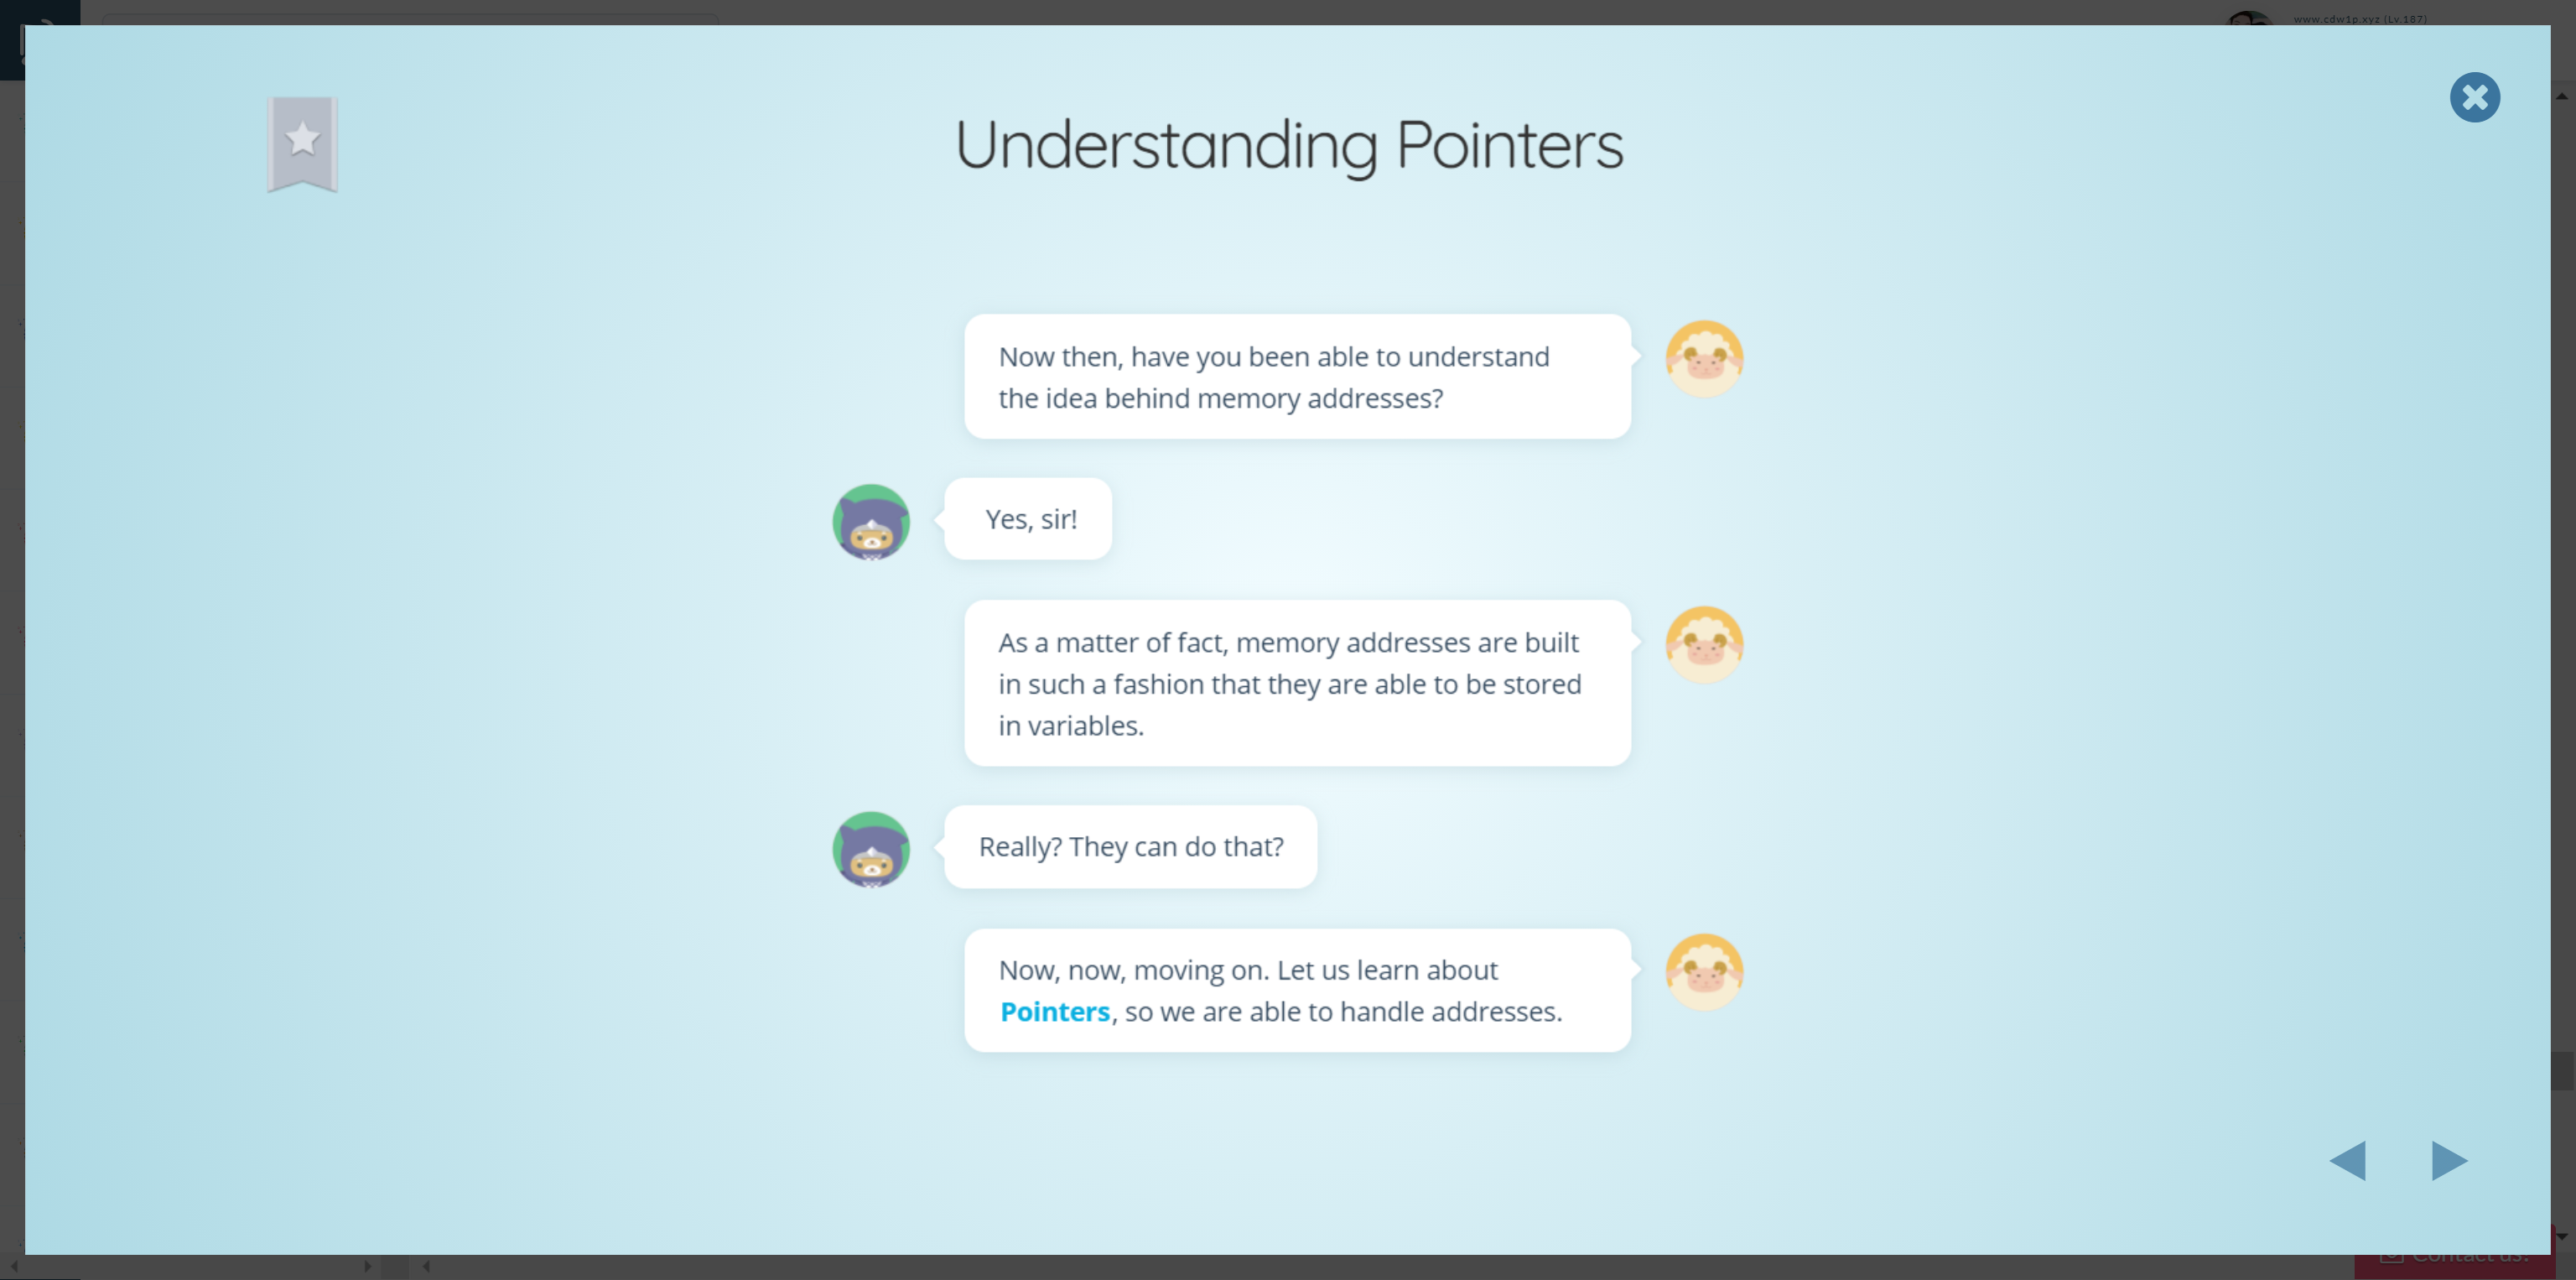 www.cdw1p.xyz (Lv.187)
Understanding Pointers
Now then, have you been able to understand
the idea behind memory addresses?
Yes, sir!
As a matter of fact, memory addresses are built
in such a fashion that they are able to be stored
in variables.
Really? They can do that?
Now, now, moving on. Let us learn about
Pointers, so we are able to handle addresses.
Contact us!